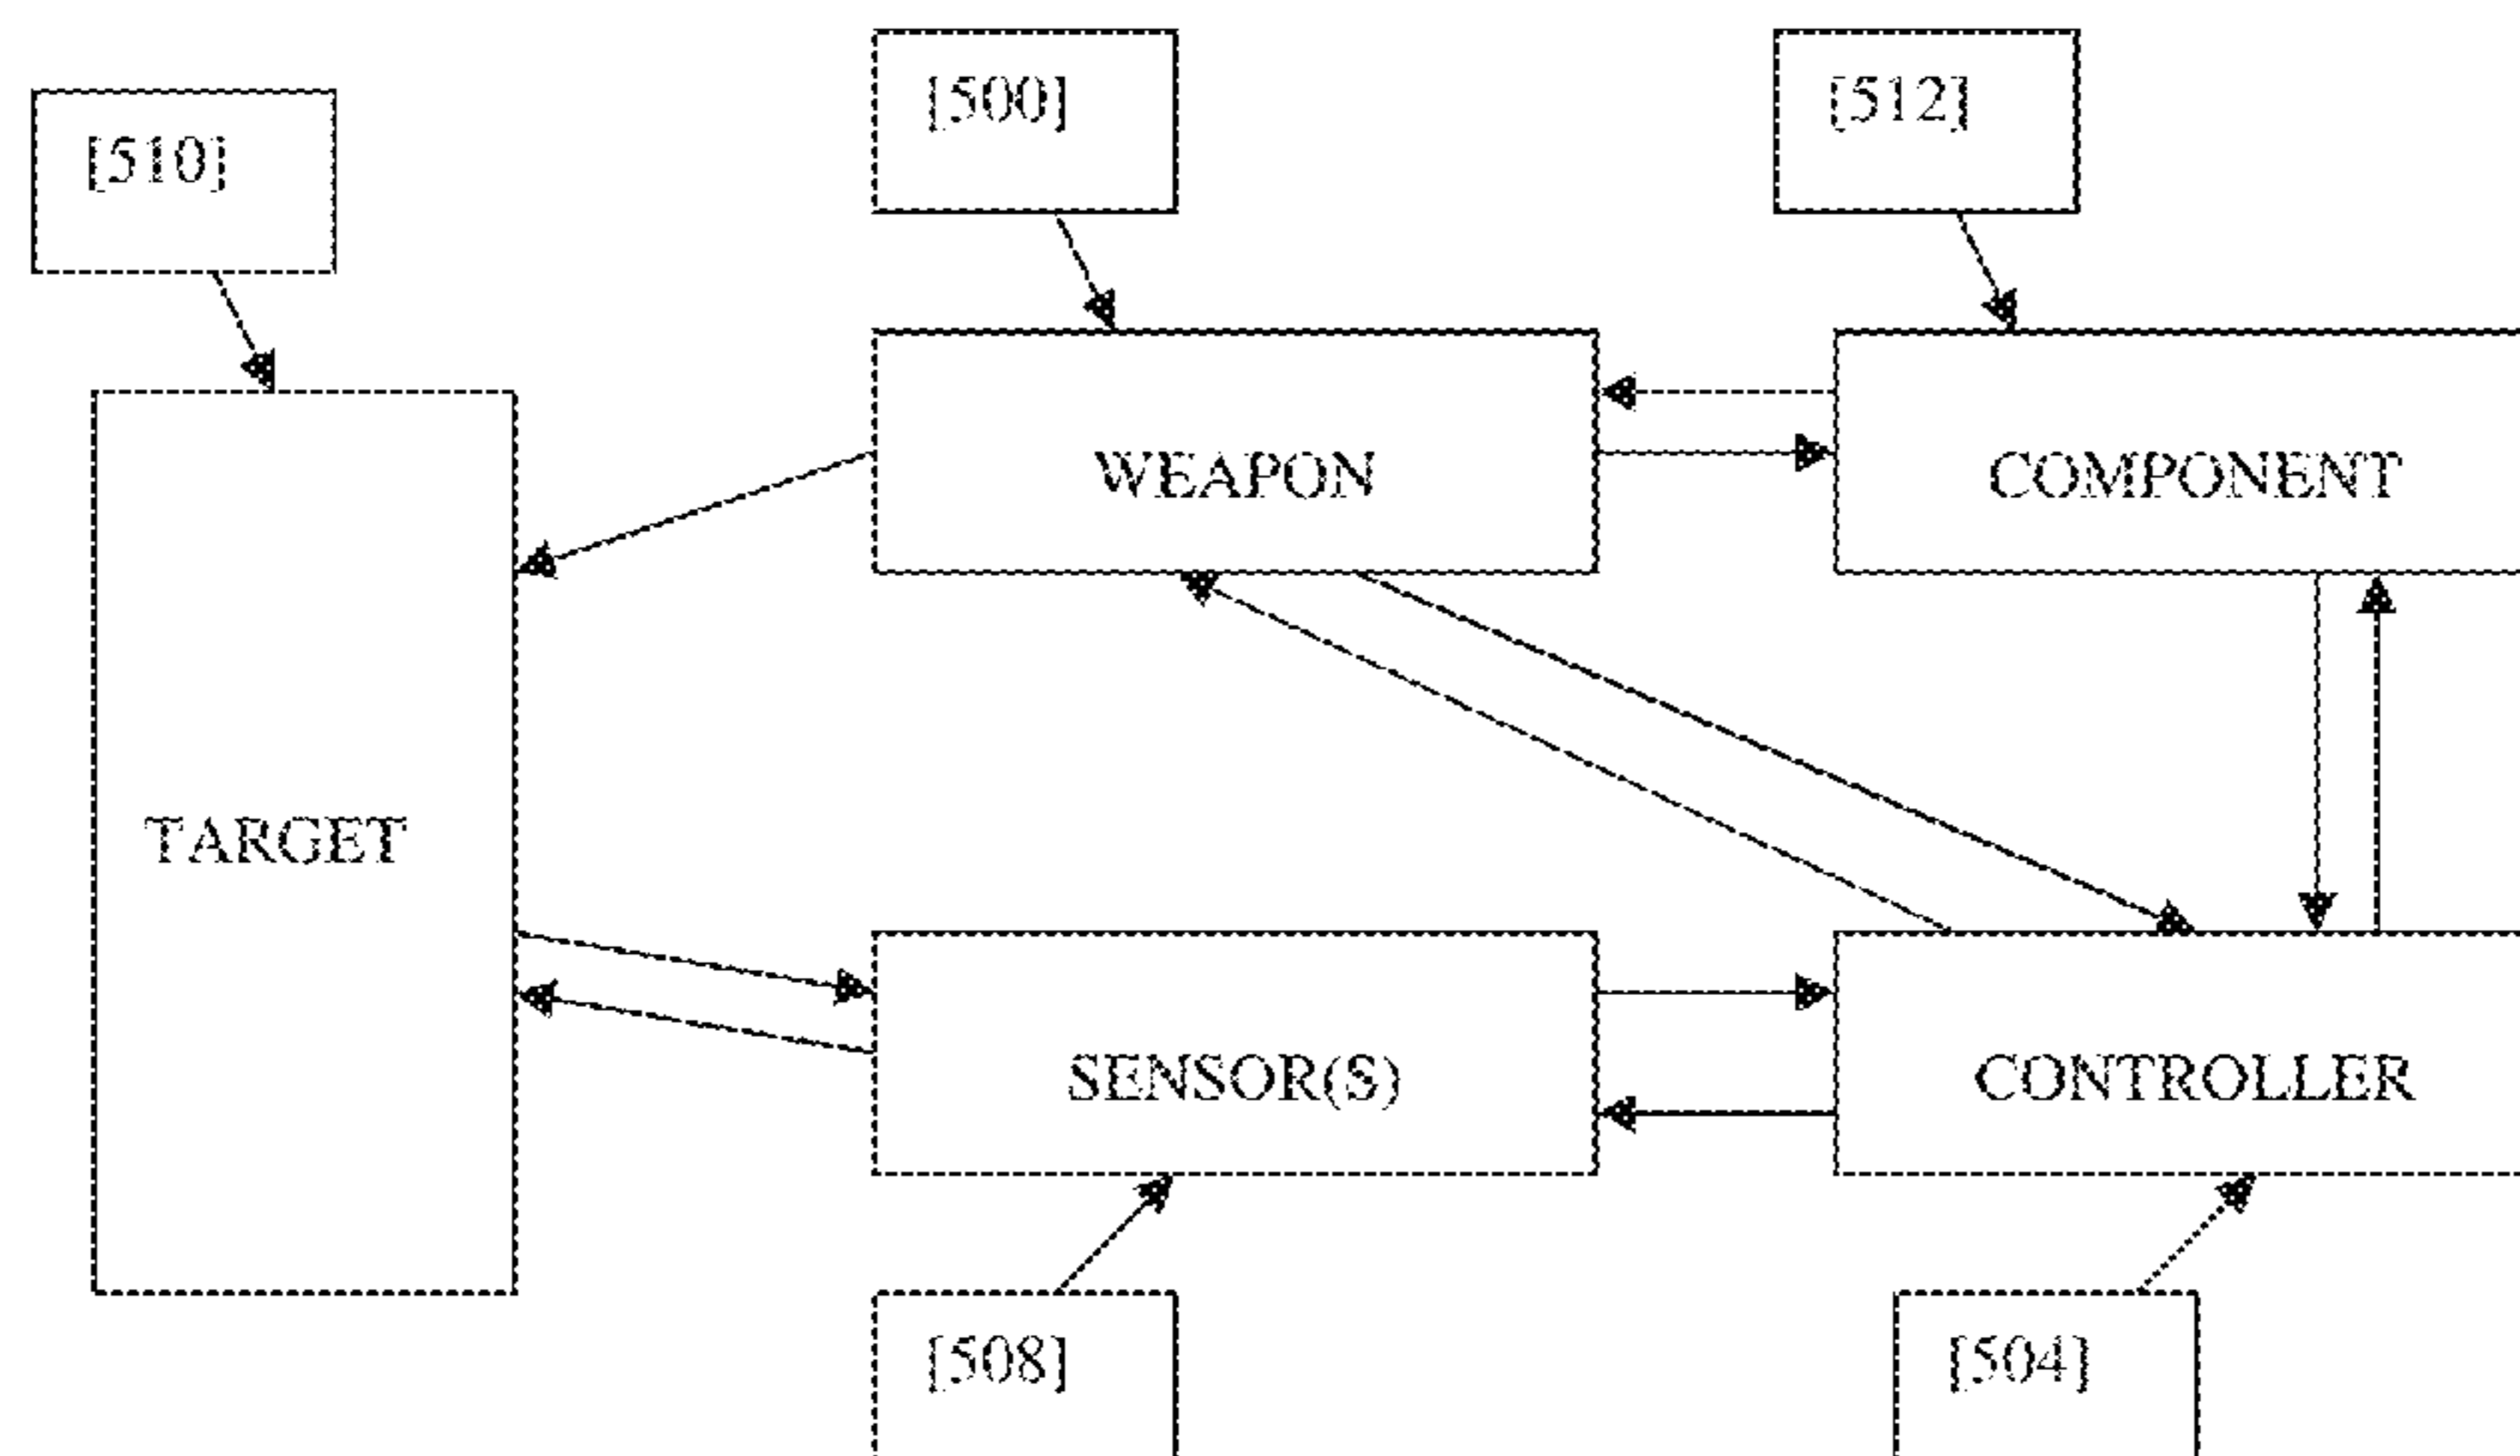 [500]
[512]
[510]
WEAPON
COMPONENT
TARGET
SENSOR(S)
CONTROLLER
[508]
[504]